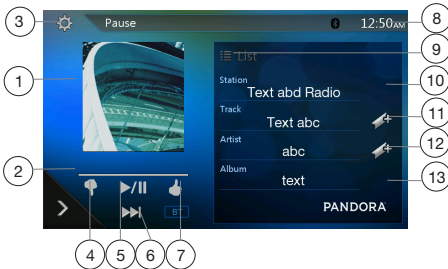 3
Pause
12:50AM
8
9
List
1
Station
10
Text abd Radio
Track
11
Text abc
Artist
12
abc
2
Album
13
text
PANDORA
BT
4
5
6
7